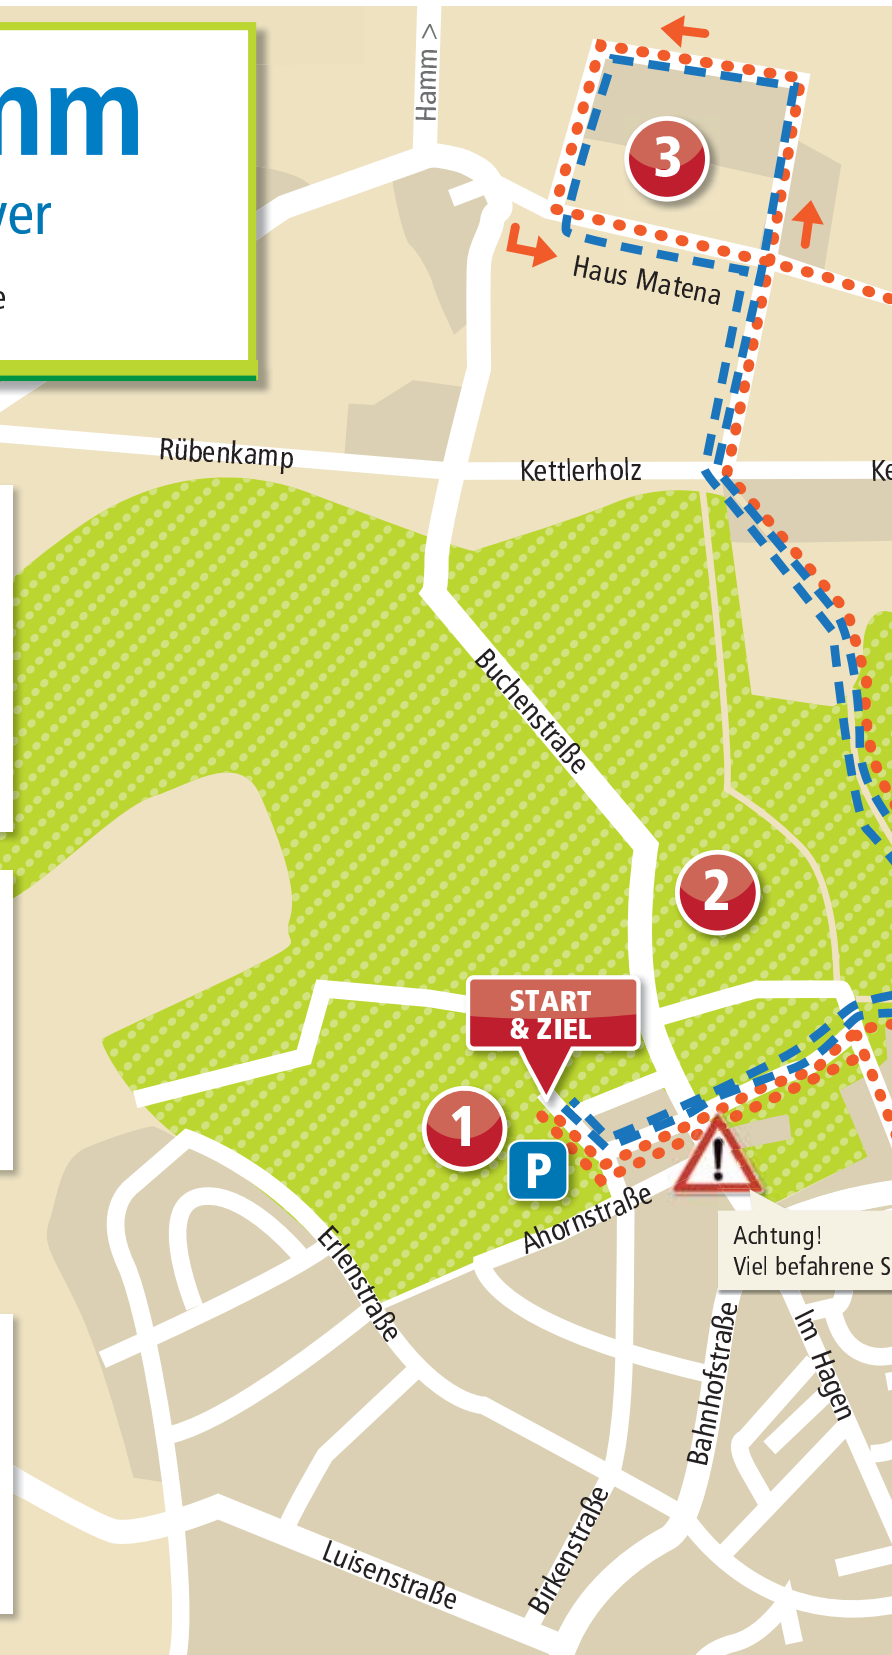 mm
ver
e
Hamm >
3
Haus Matena
Rübenkamp
Kettlerholz
Ke
Buchenstraße
2
START
& ZIEL
1
P
!
Ahornstraße
Achtung!
Viel befahrene S
Erlenstraße
Bahnhofstraße
Im Hagen
Birkenstraße
Luisenstraße